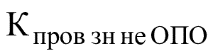 К пров зн не ОПО